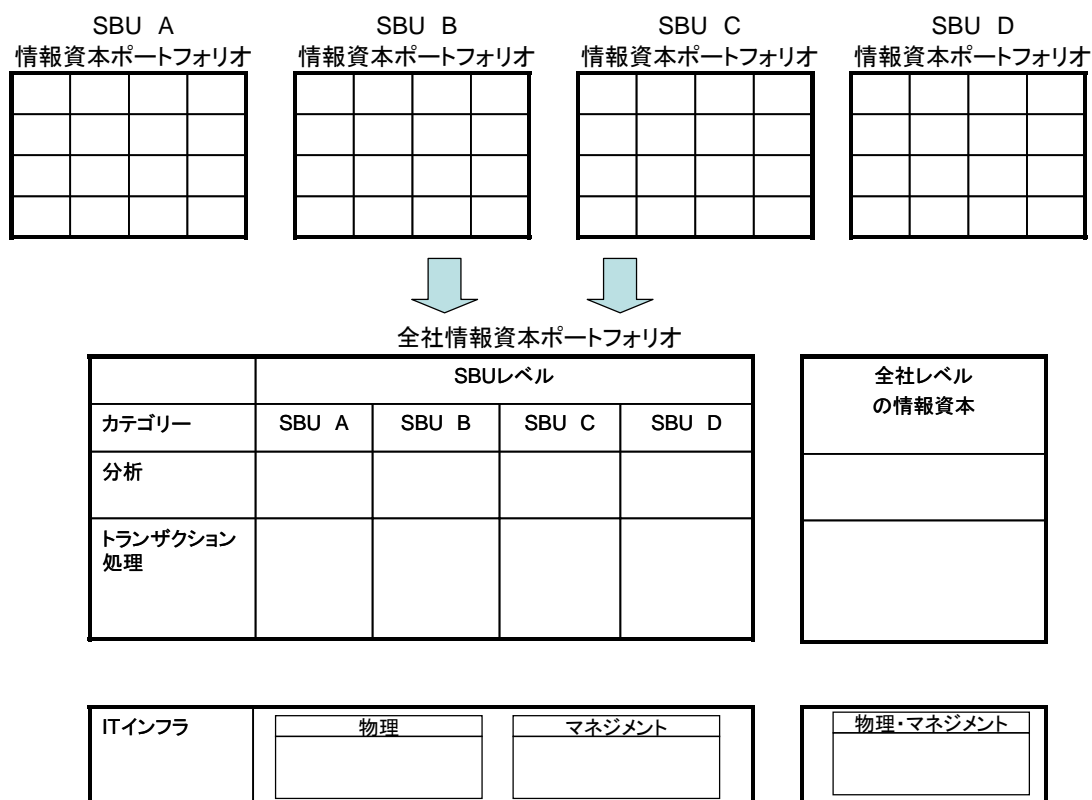 SBU A
情報資本ポートフォリオ
SBU B
情報資本ポートフォリオ
SBU C
情報資本ポートフォリオ
SBU D
情報資本ポートフォリオ
全社情報資本ポートフォリオ
SBUレベル
カテゴリー
SBU A
SBU B
SBU C
SBU D
分析
トランザクション
処理
全社レベル
の情報資本
ITインフラ
物理
マネジメント
物理・マネジメント